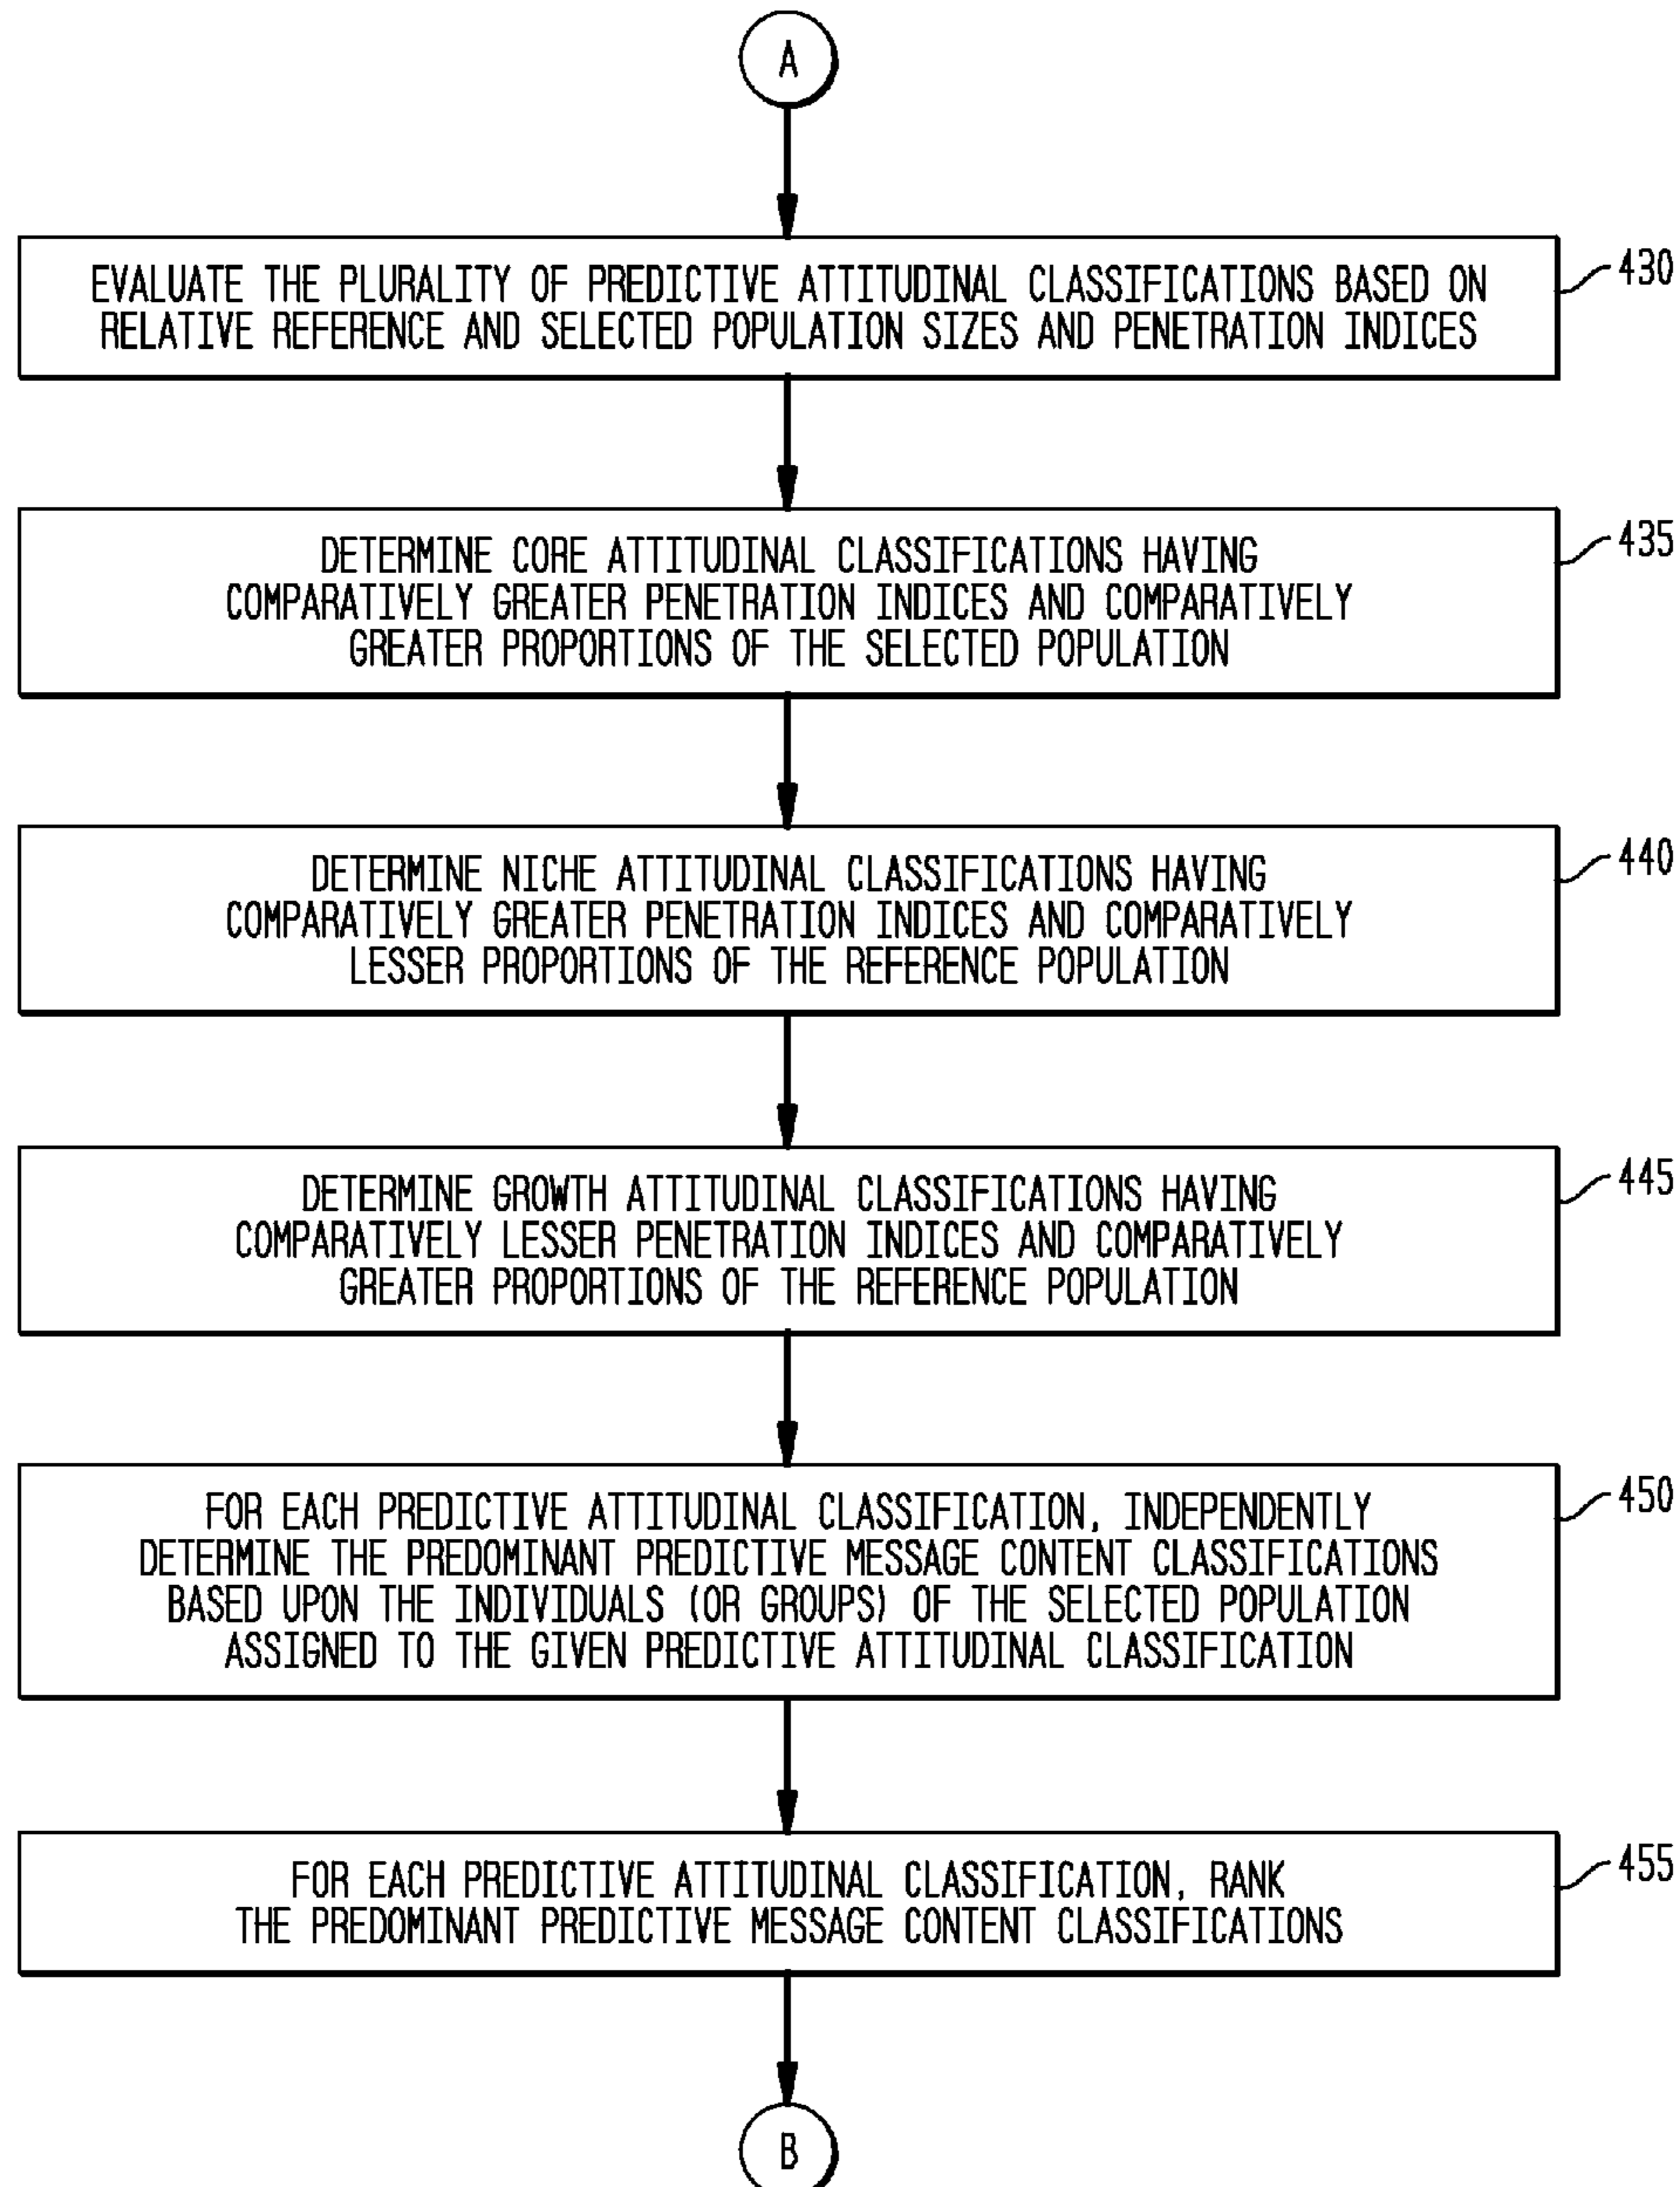 A
EVALUATE THE PLURALITY OF PREDICTIVE ATTITUDINAL CLASSIFICATIONS BASED ON
RELATIVE REFERENCE AND SELECTED POPULATION SIZES AND PENETRATION INDICES
430
DETERMINE CORE ATTITUDINAL CLASSIFICATIONS HAVING
COMPARATIVELY GREATER PENETRATION INDICES AND COMPARATIVELY
GREATER PROPORTIONS OF THE SELECTED POPULATION
435
DETERMINE NICHE ATTITUDINAL CLASSIFICATIONS HAVING
COMPARATIVELY GREATER PENETRATION INDICES AND COMPARATIVELY
LESSER PROPORTIONS OF THE REFERENCE POPULATION
440
DETERMINE GROWTH ATTITUDINAL CLASSIFICATIONS HAVING
COMPARATIVELY LESSER PENETRATION INDICES AND COMPARATIVELY
GREATER PROPORTIONS OF THE REFERENCE POPULATION
445
FOR EACH PREDICTIVE ATTITUDINAL CLASSIFICATION, INDEPENDENTLY
DETERMINE THE PREDOMINANT PREDICTIVE MESSAGE CONTENT CLASSIFICATIONS
BASED UPON THE INDIVIDUALS (OR GROUPS) OF THE SELECTED POPULATION
ASSIGNED TO THE GIVEN PREDICTIVE ATTITUDINAL CLASSIFICATION
450
FOR EACH PREDICTIVE ATTITUDINAL CLASSIFICATION, RANK
THE PREDOMINANT PREDICTIVE MESSAGE CONTENT CLASSIFICATIONS
455
B